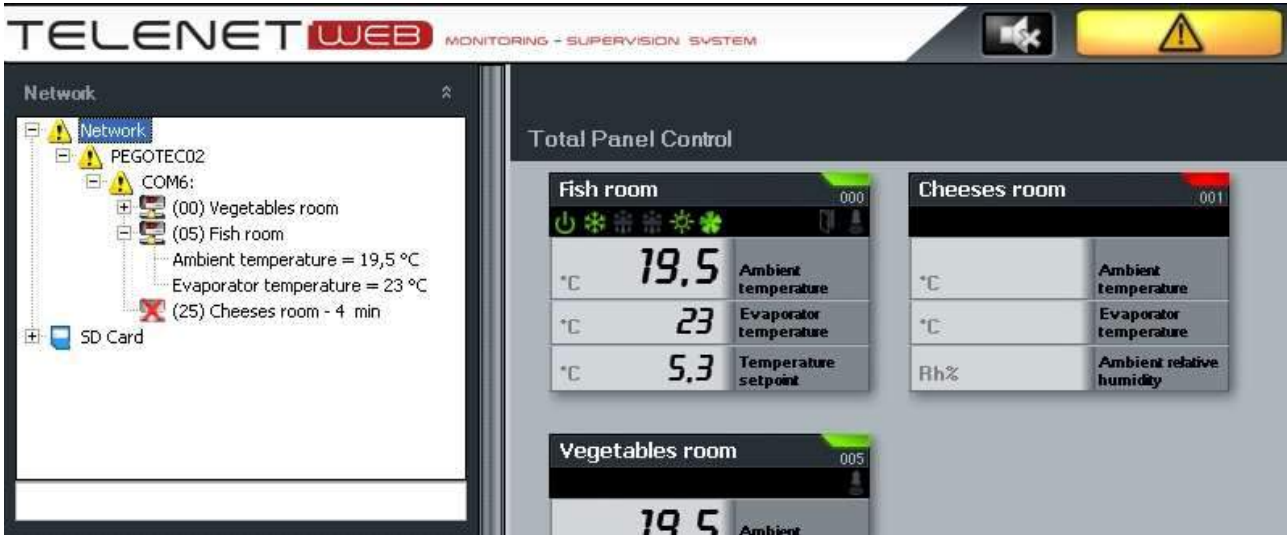 TELENET WEB MONITORING - SUPERVISION SYSTEM
Network
Network
PEGOTEC02
COM6:
(00) Vegetables room
(05) Fish room
Ambient temperature = 19,5 °C
Evaporator temperature = 23 °C
(25) Cheeses room - 4 min
SD Card
Total Panel Control
Fish room 000
°C 19,5 Ambient temperature
°C 23 Evaporator temperature
°C 5,3 Temperature setpoint
Cheeses room 001
°C Ambient temperature
°C Evaporator temperature
Rh% Ambient relative humidity
Vegetables room 005
19,5 Ambient